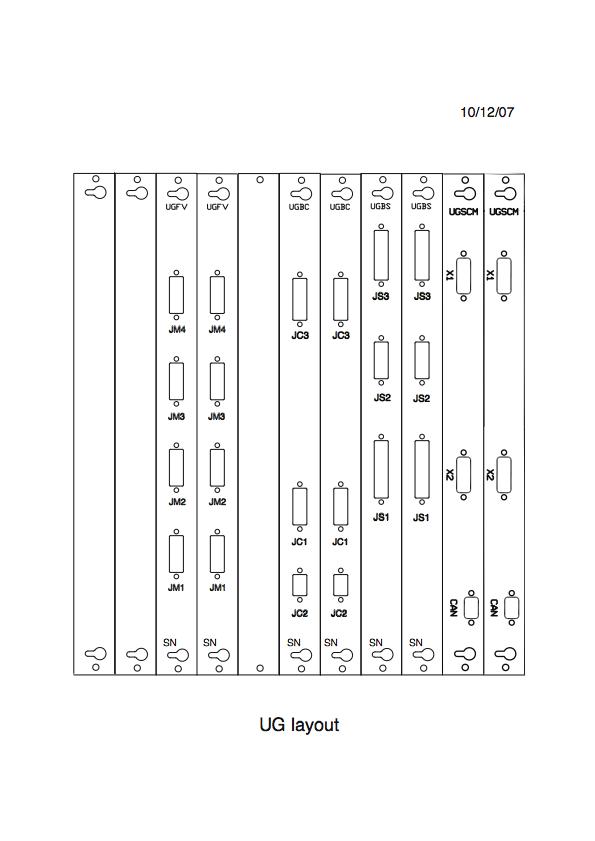 10/12/07
UGFV UGFV UGBC UGBC UGBS UGBS UGSCM UGSCM
X1 X1
JS3 JS3
JM4 JM4 JC3 JC3
JS2 JS2
JM3 JM3
X2 X2
JM2 JM2
JS1 JS1
JC1 JC1
JM1 JM1
CAN CAN
JC2 JC2
SN SN SN SN SN SN
UG layout